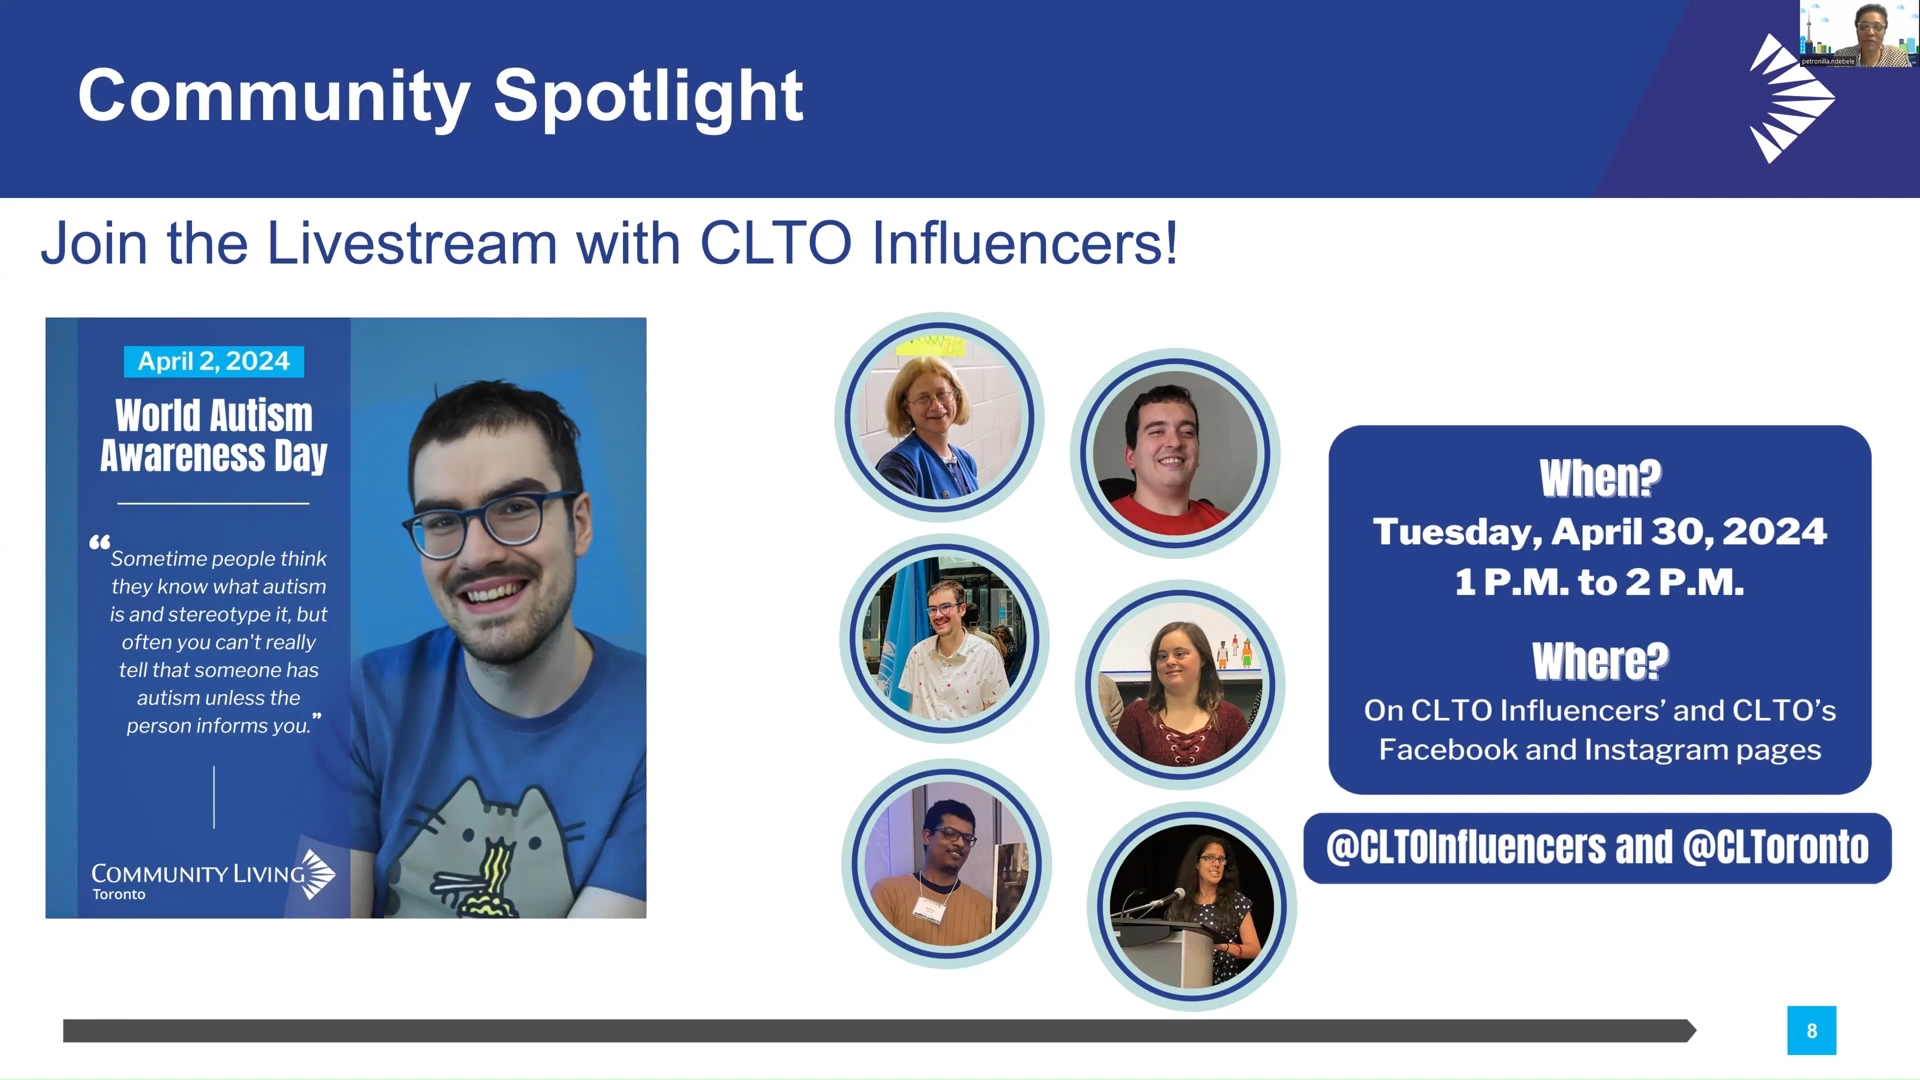 Community Spotlight
petronilla.ndebele
Join the Livestream with CLTO Influencers!
April 2, 2024
World Autism
Awareness Day
“Sometime people think
they know what autism
is and stereotype it, but
often you can't really
tell that someone has
autism unless the
person informs you.”
COMMUNITY LIVING
Toronto
When?
Tuesday, April 30, 2024
1 P.M. to 2 P.M.
Where?
On CLTO Influencers’ and CLTO’s
Facebook and Instagram pages
@CLTOInfluencers and @CLToronto
8